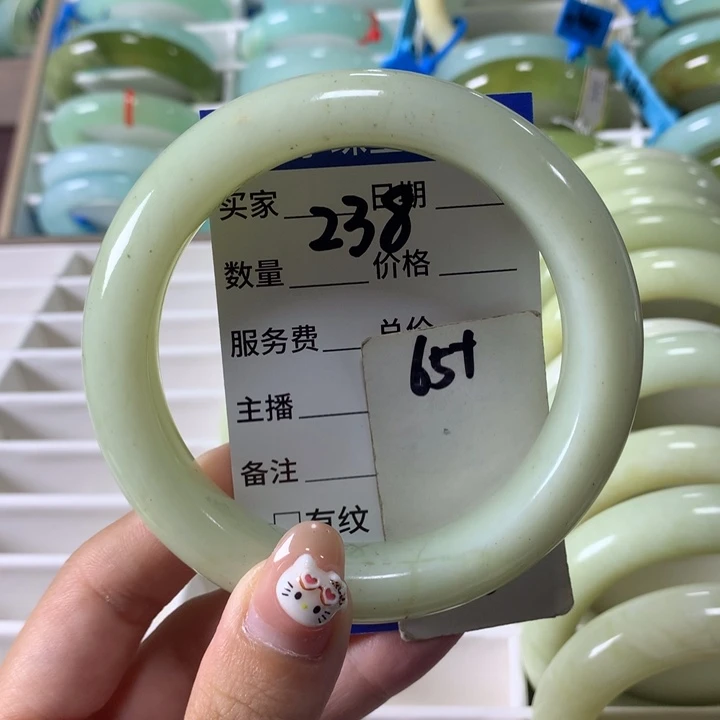 买家 238 日期
数量 价格
服务费 总价
65+
主播
备注
□有纹